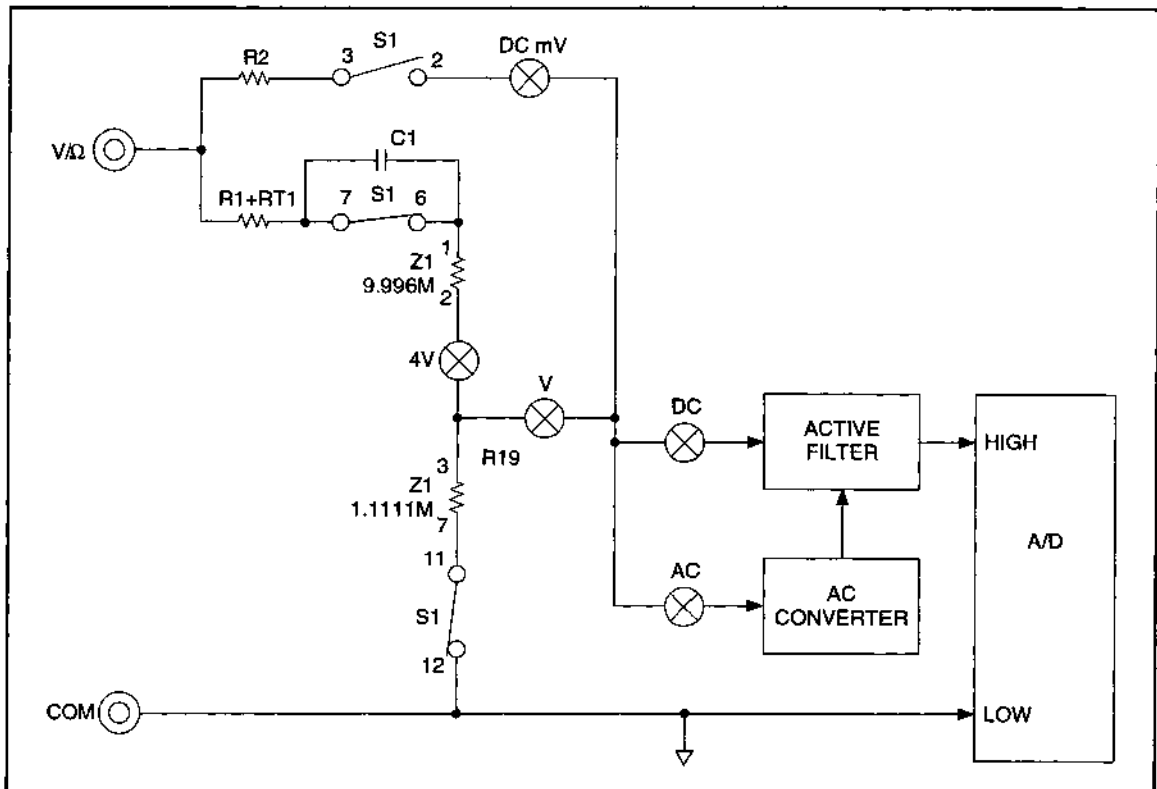 S1
DC mV
R2
3
2
V/Ω
C1
R1+RT1
7
S1
6
1
Z1
9.996M
2
4V
V
DC
ACTIVE
FILTER
HIGH
R19
3
Z1
1.1111M
7
A/D
11
AC
AC
CONVERTER
S1
12
COM
LOW